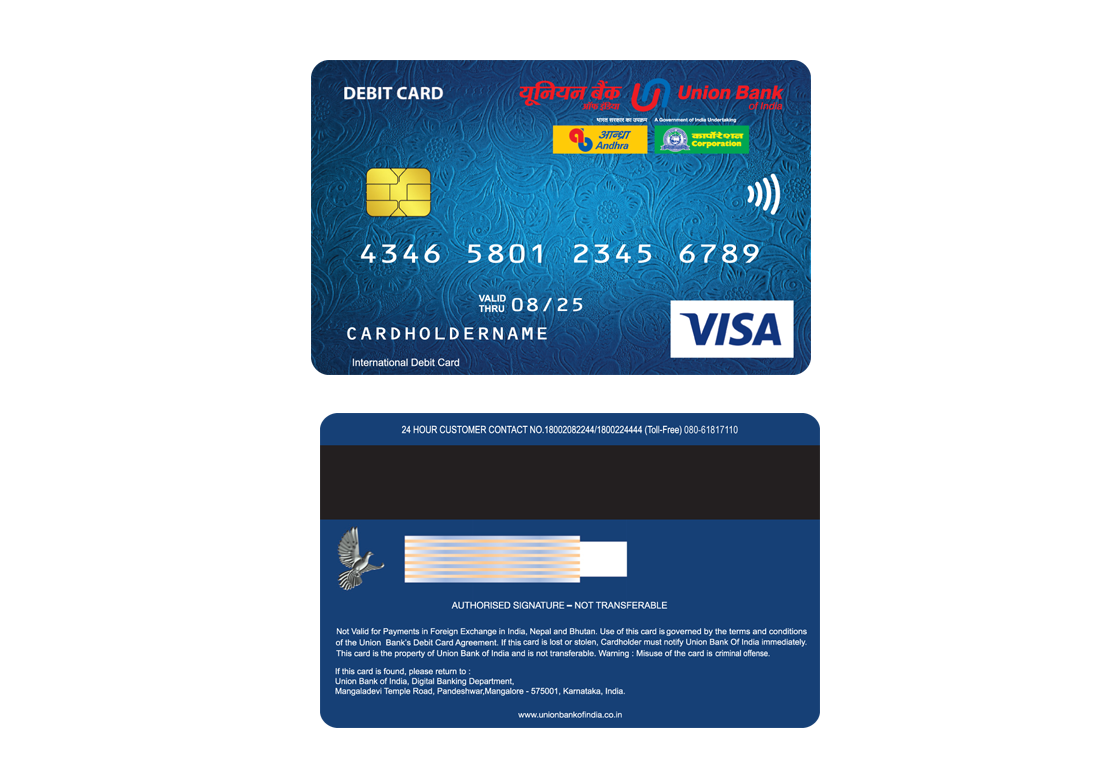 DEBIT CARD
यूनियन बैंक Union Bank
ऑफ इंडिया of India
भारत सरकार का उपक्रम A Government of India Undertaking
आन्ध्रा
Andhra
कार्पोरेशन
Corporation
4346 5801 2345 6789
VALID
THRU 08/25
CARDHOLDERNAME
VISA
International Debit Card
24 HOUR CUSTOMER CONTACT NO.18002082244/1800224444 (Toll-Free) 080-61817110
AUTHORISED SIGNATURE – NOT TRANSFERABLE
Not Valid for Payments in Foreign Exchange in India, Nepal and Bhutan. Use of this card is governed by the terms and conditions
of the Union Bank's Debit Card Agreement. If this card is lost or stolen, Cardholder must notify Union Bank Of India immediately.
This card is the property of Union Bank of India and is not transferable. Warning : Misuse of the card is criminal offense.
If this card is found, please return to :
Union Bank of India, Digital Banking Department,
Mangaladevi Temple Road, Pandeshwar,Mangalore - 575001, Karnataka, India.
www.unionbankofindia.co.in